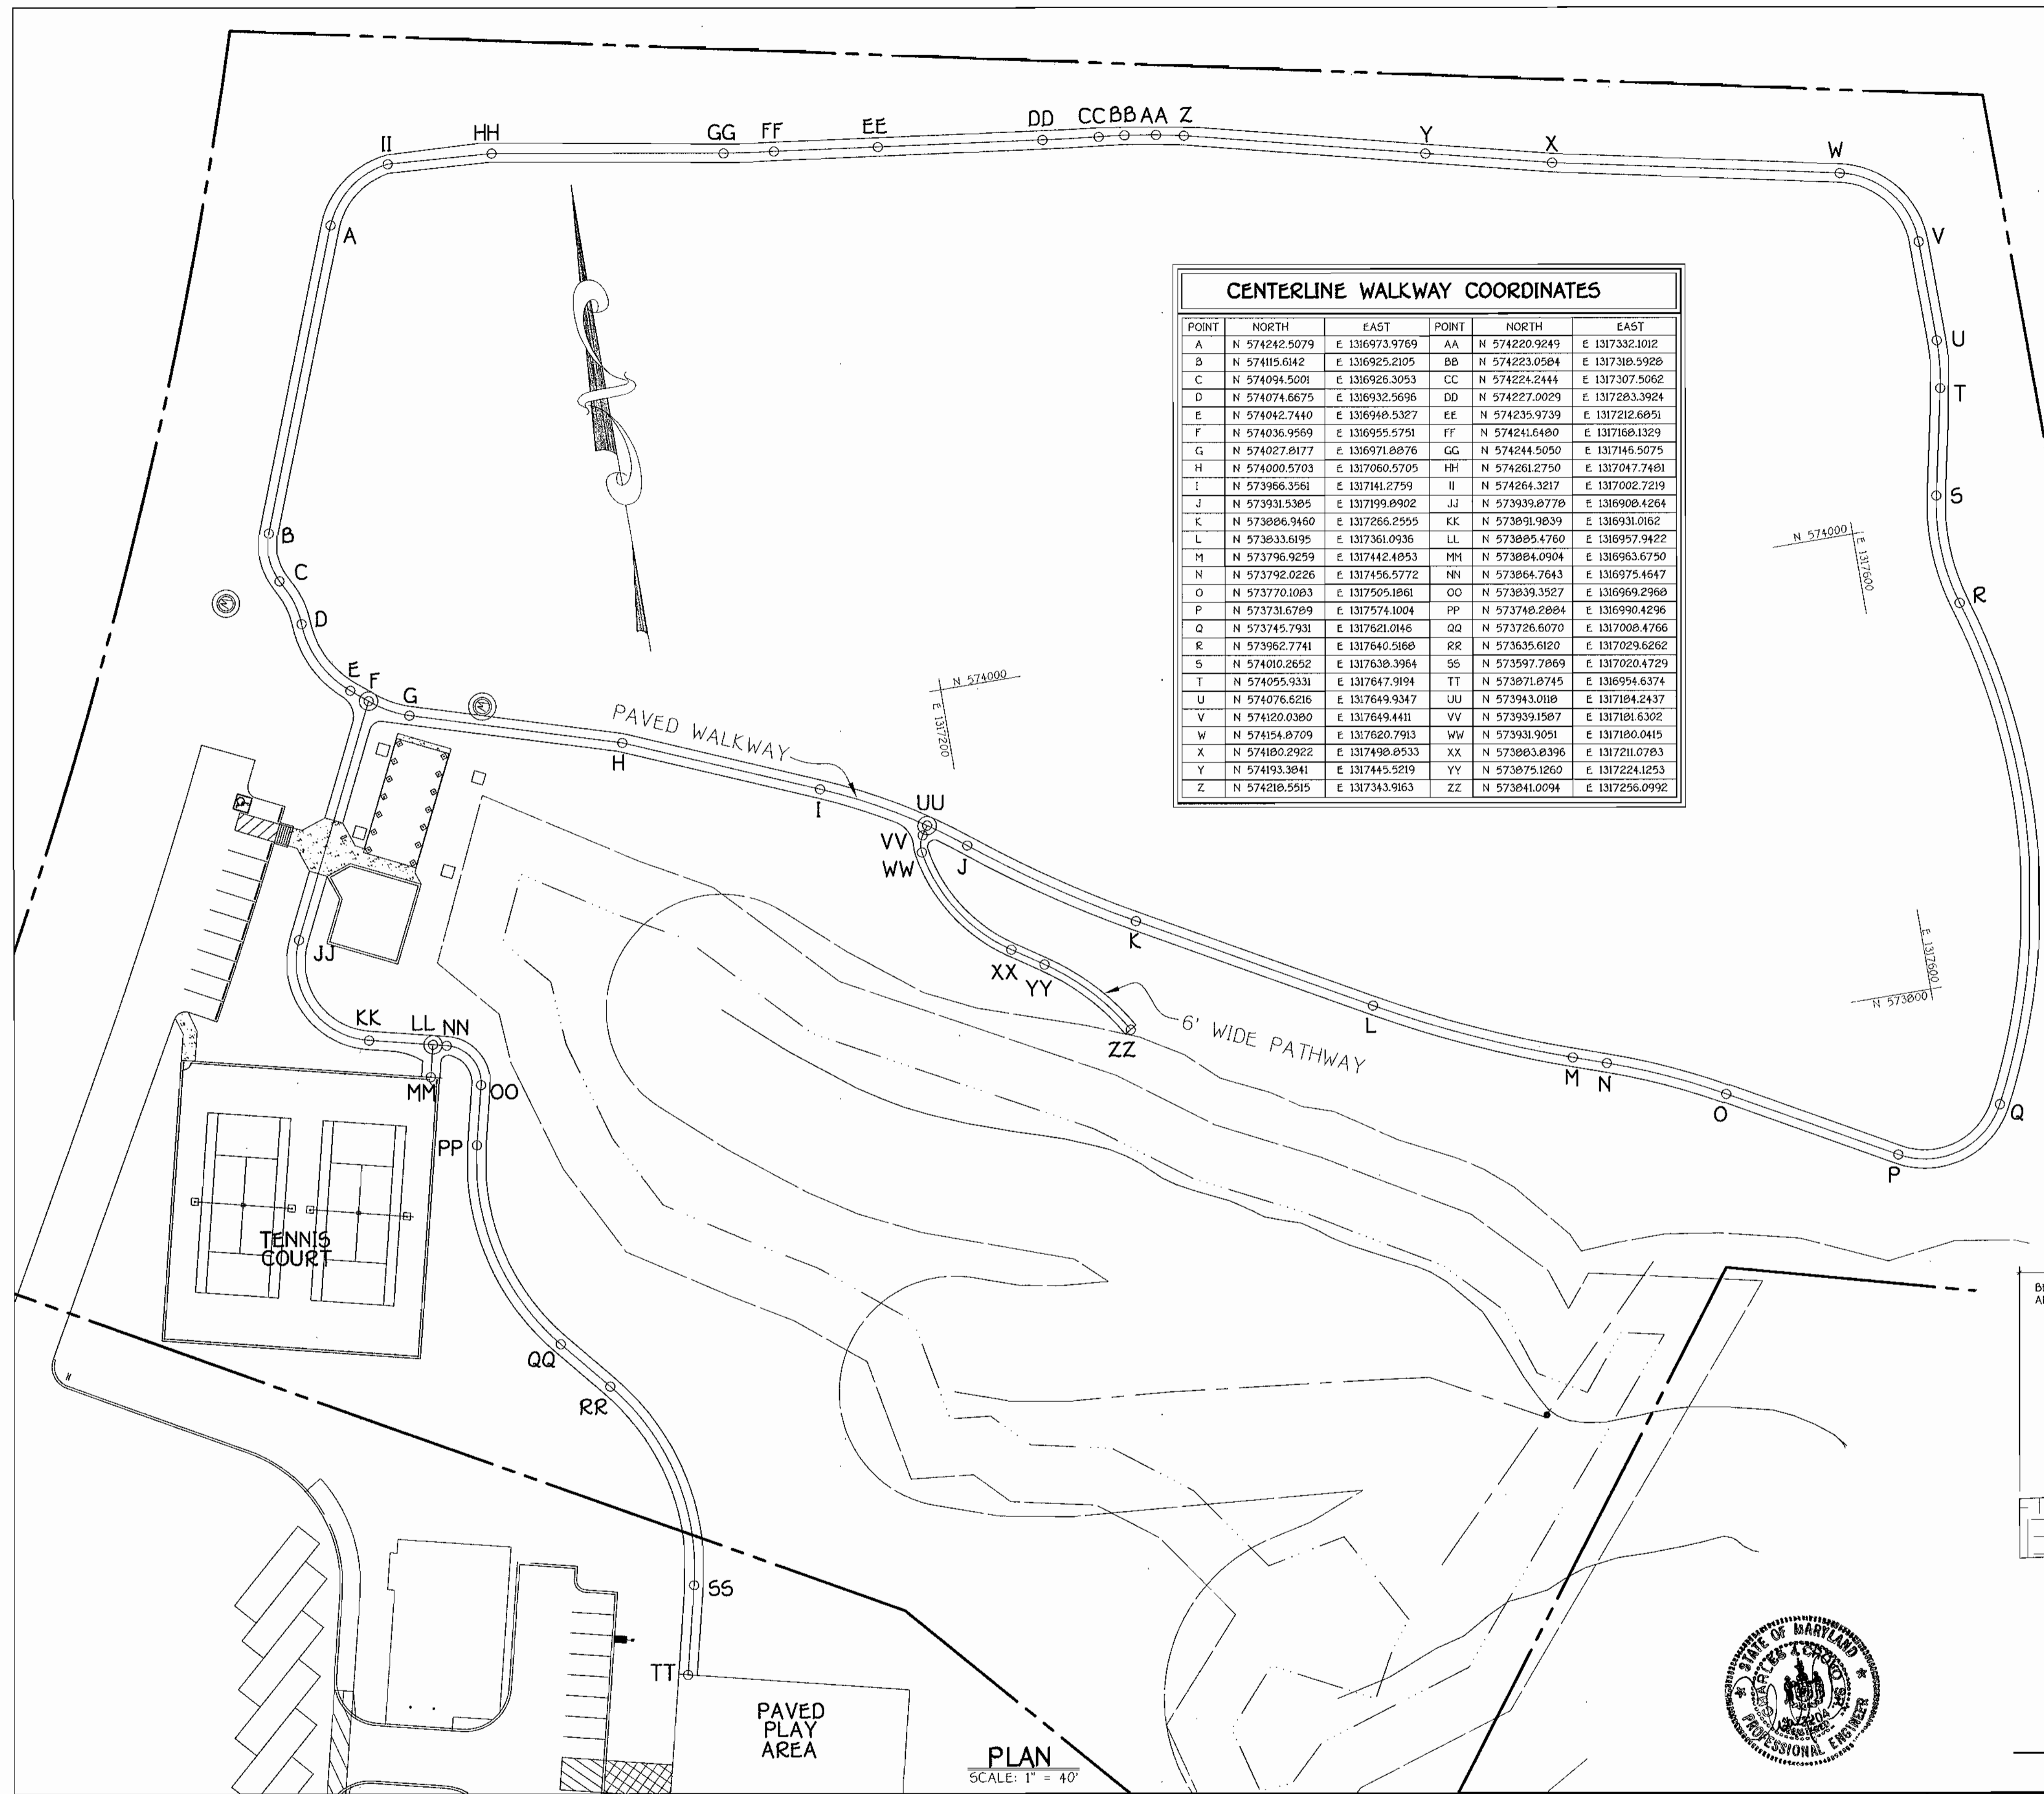 II
HH
GG
FF
EE
DD
CC
BB
AA
Z
Y
X
W
V
U
T
S
R
A
B
C
D
E
F
G
H
PAVED WALKWAY
I
UU
VV
WW
J
K
XX
YY
ZZ
6' WIDE PATHWAY
L
M
N
O
P
Q
N 574000
E 1317200
N 574000
E 1317600
E 1317600
N 573800
CENTERLINE WALKWAY COORDINATES
POINT NORTH EAST POINT NORTH EAST
A N 574242.5079 E 1316973.9769 AA N 574220.9249 E 1317332.1012
B N 574115.6142 E 1316925.2105 BB N 574223.0584 E 1317318.5928
C N 574094.5001 E 1316926.3053 CC N 574224.2444 E 1317307.5062
D N 574074.6675 E 1316932.5696 DD N 574227.0029 E 1317283.3924
E N 574042.7440 E 1316948.5327 EE N 574235.9739 E 1317212.6851
F N 574036.9569 E 1316955.5751 FF N 574241.6480 E 1317168.1329
G N 574027.8177 E 1316971.8876 GG N 574244.5050 E 1317146.5075
H N 574000.5703 E 1317060.5705 HH N 574261.2750 E 1317047.7481
I N 573966.3561 E 1317141.2759 II N 574264.3217 E 1317002.7219
J N 573931.5385 E 1317199.8902 JJ N 573939.8778 E 1316908.4264
K N 573886.9460 E 1317266.2555 KK N 573891.9839 E 1316931.0162
L N 573833.6195 E 1317361.0936 LL N 573885.4760 E 1316957.9422
M N 573796.9259 E 1317442.4853 MM N 573884.0904 E 1316963.6750
N N 573792.0226 E 1317456.5772 NN N 573864.7643 E 1316975.4647
O N 573770.1083 E 1317505.1861 OO N 573839.3527 E 1316969.2968
P N 573731.6789 E 1317574.1004 PP N 573748.2884 E 1316990.4296
Q N 573745.7931 E 1317621.0146 QQ N 573726.6070 E 1317008.4766
R N 573962.7741 E 1317640.5168 RR N 573635.6120 E 1317029.6262
S N 574010.2652 E 1317638.3964 SS N 573597.7869 E 1317020.4729
T N 574055.9331 E 1317647.9194 TT N 573871.8745 E 1316954.6374
U N 574076.6216 E 1317649.9347 UU N 573943.0118 E 1317184.2437
V N 574120.0380 E 1317649.4411 VV N 573939.1587 E 1317181.6302
W N 574154.8709 E 1317620.7913 WW N 573931.9051 E 1317180.0415
X N 574180.2922 E 1317498.8533 XX N 573883.8396 E 1317211.0783
Y N 574193.3841 E 1317445.5219 YY N 573875.1260 E 1317224.1253
Z N 574218.5515 E 1317343.9163 ZZ N 573841.0094 E 1317256.0992
JJ
KK
LL
NN
MM
OO
PP
TENNIS
COURT
QQ
RR
SS
TT
PAVED
PLAY
AREA
PLAN
SCALE: 1" = 40'
STATE OF MARYLAND
PROFESSIONAL ENGINEER